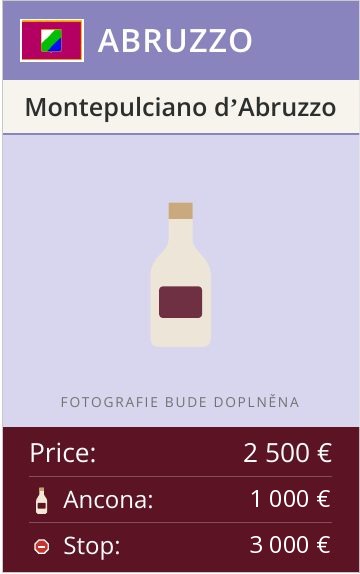 ABRUZZO
Montepulciano d’Abruzzo
FOTOGRAFIE BUDE DOPLNĚNA
Price: 2 500 €
Ancona: 1 000 €
Stop: 3 000 €